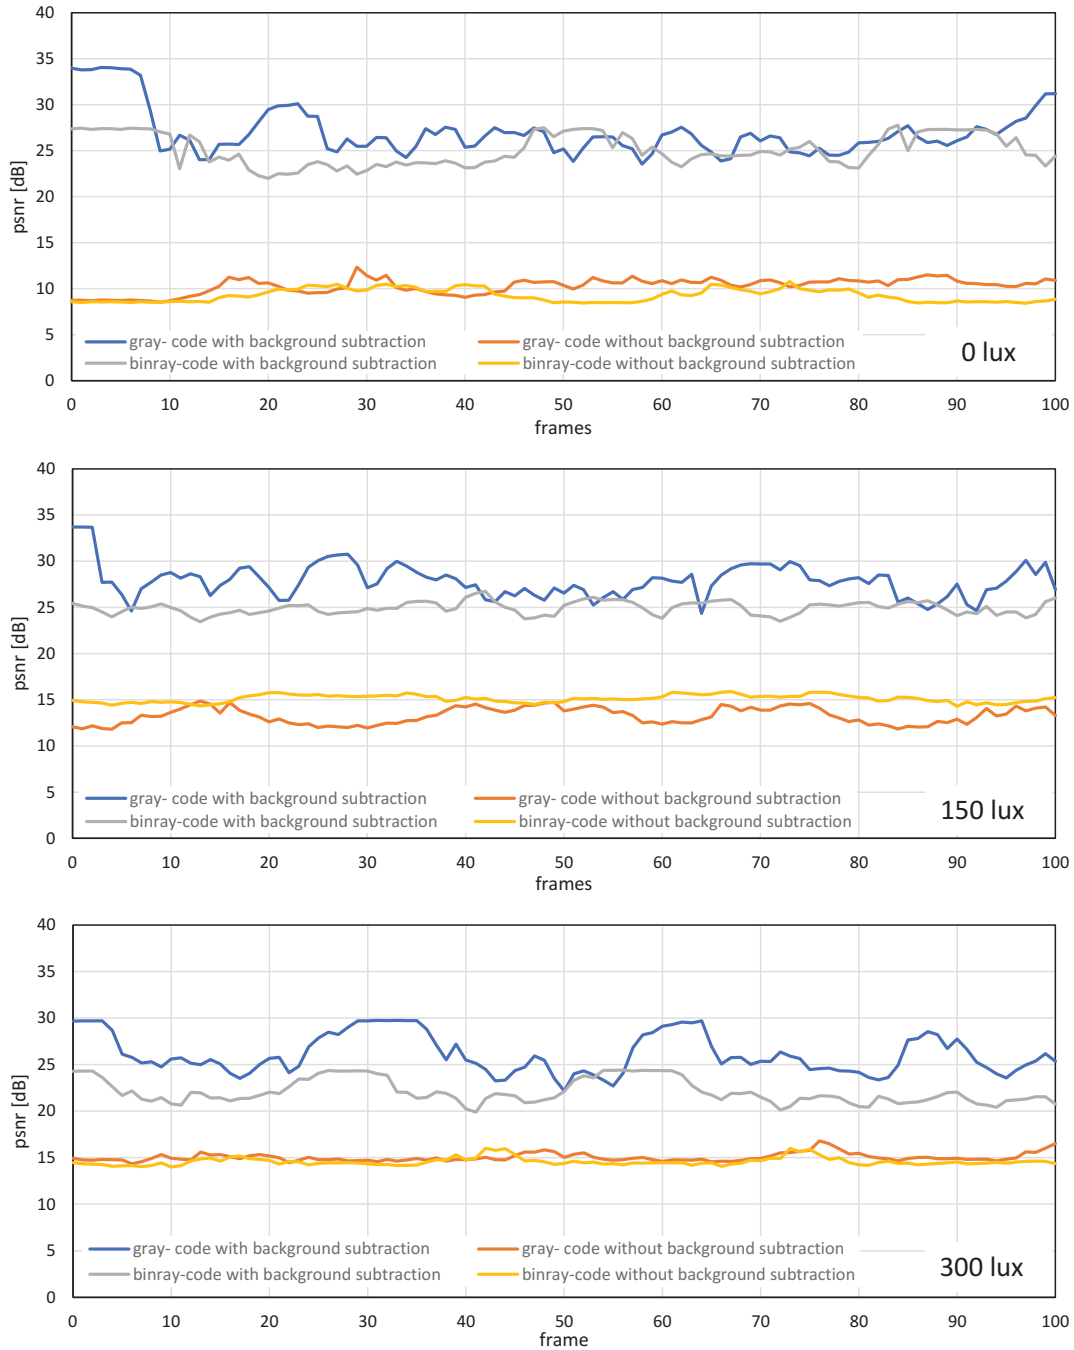 40
35
30
25
20
15
10
5
0
psnr [dB]
gray- code with background subtraction
gray- code without background subtraction
binray-code with background subtraction
binray-code without background subtraction
0 lux
0 10 20 30 40 50 60 70 80 90 100
frames
40
35
30
25
20
15
10
5
0
psnr [dB]
gray- code with background subtraction
gray- code without background subtraction
binray-code with background subtraction
binray-code without background subtraction
150 lux
0 10 20 30 40 50 60 70 80 90 100
frames
40
35
30
25
20
15
10
5
0
psnr [dB]
gray- code with background subtraction
gray- code without background subtraction
binray-code with background subtraction
binray-code without background subtraction
300 lux
0 10 20 30 40 50 60 70 80 90 100
frame